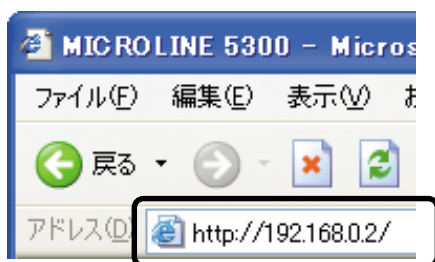 MICROLINE 5300 - Micros
ファイル(F) 編集(E) 表示(V) お
戻る
アドレス(D) http://192.168.0.2/